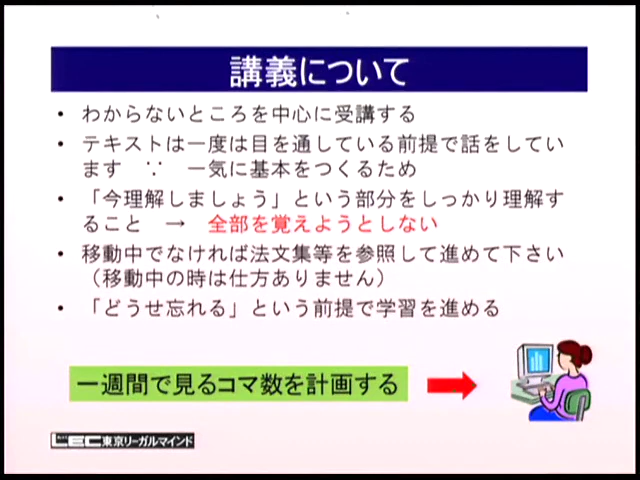 講義について
• わからないところを中心に受講する
• テキストは一度は目を通している前提で話をしてい
ます　∵　一気に基本をつくるため
• 「今理解しましょう」という部分をしっかり理解す
ること　→　全部を覚えようとしない
• 移動中でなければ法文集等を参照して進めて下さい
（移動中の時は仕方ありません）
• 「どうせ忘れる」という前提で学習を進める
一週間で見るコマ数を計画する
LEC東京リーガルマインド